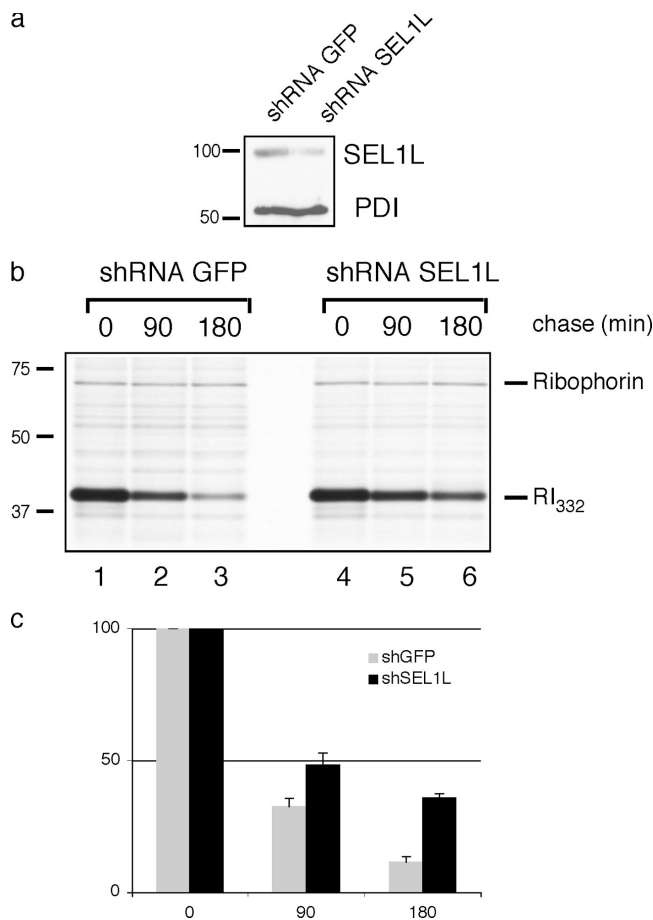 a
shRNA GFP
shRNA SEL1L
100
SEL1L
50
PDI
b
shRNA GFP
shRNA SEL1L
0 90 180
0 90 180
chase (min)
75
Ribophorin
50
RI332
37
1 2 3 4 5 6
c
100
shGFP
shSEL1L
50
0
0 90 180